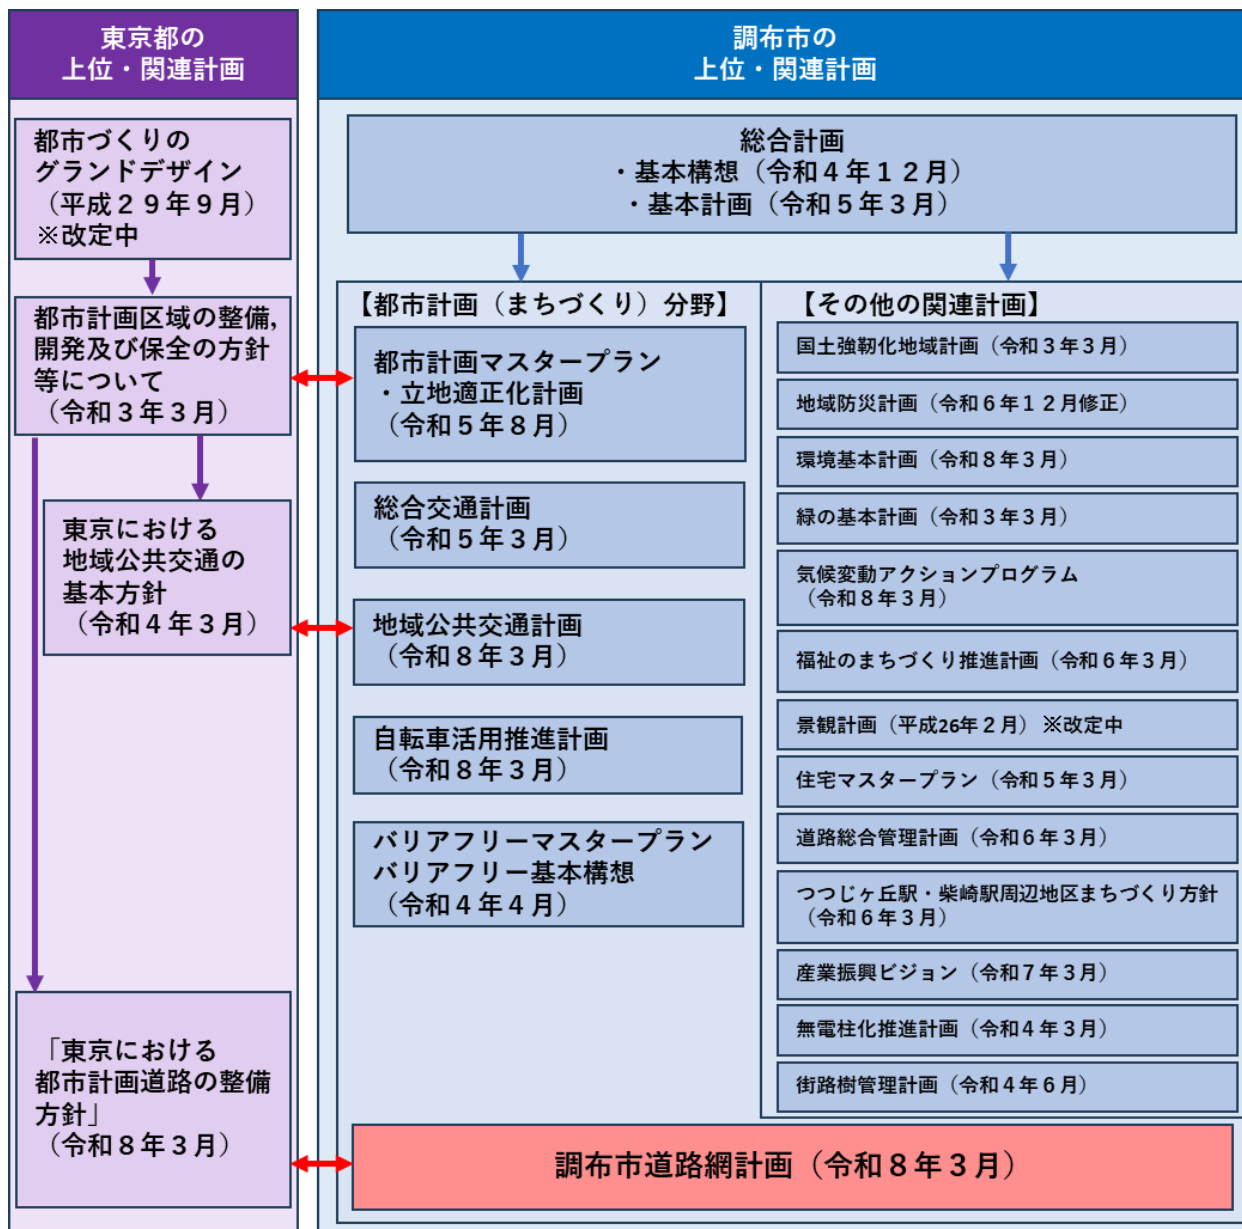 東京都の
上位・関連計画
都市づくりの
グランドデザイン
（平成２９年９月）
※改定中
都市計画区域の整備,
開発及び保全の方針
等について
（令和３年３月）
東京における
地域公共交通の
基本方針
（令和４年３月）
「東京における
都市計画道路の整備
方針」
（令和８年３月）
調布市の
上位・関連計画
総合計画
・基本構想（令和４年１２月）
・基本計画（令和５年３月）
【都市計画（まちづくり）分野】
都市計画マスタープラン
・立地適正化計画
（令和５年８月）
総合交通計画
（令和５年３月）
地域公共交通計画
（令和８年３月）
自転車活用推進計画
（令和８年３月）
バリアフリーマスタープラン
バリアフリー基本構想
（令和４年４月）
【その他の関連計画】
国土強靭化地域計画（令和３年３月）
地域防災計画（令和６年１２月修正）
環境基本計画（令和８年３月）
緑の基本計画（令和３年３月）
気候変動アクションプログラム
（令和８年３月）
福祉のまちづくり推進計画（令和６年３月）
景観計画（平成26年２月）※改定中
住宅マスタープラン（令和５年３月）
道路総合管理計画（令和６年３月）
つつじヶ丘駅・柴崎駅周辺地区まちづくり方針
（令和６年３月）
産業振興ビジョン（令和７年３月）
無電柱化推進計画（令和４年３月）
街路樹管理計画（令和４年６月）
調布市道路網計画（令和８年３月）